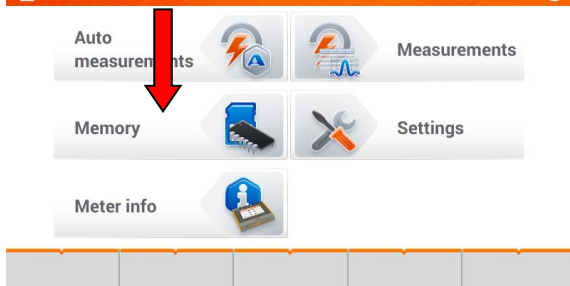 Auto
measurements
Measurements
Memory
Settings
Meter info